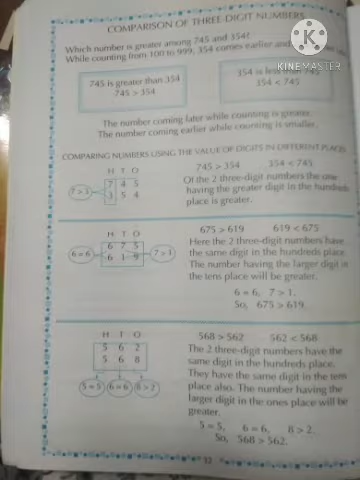 COMPARISON OF THREE-DIGIT NUMBERS
Which number is greater among 745 and 354?
While counting from 100 to 999, 354 comes earlier and
KINEMASTER
745 is greater than 354
745 > 354
354 is less than 745
354 < 745
The number coming later while counting is greater.
The number coming earlier while counting is smaller.
COMPARING NUMBERS USING THE VALUE OF DIGITS IN DIFFERENT PLACES
H T O
7 4 5
3 5 4
7 > 3
745 > 354 354 < 745
Of the 2 three-digit numbers the one
having the greater digit in the hundreds
place is greater.
H T O
6 7 5
6 1 9
6 = 6
7 > 1
675 > 619 619 < 675
Here the 2 three-digit numbers have
the same digit in the hundreds place.
The number having the larger digit in
the tens place will be greater.
6 = 6, 7 > 1.
So, 675 > 619.
H T O
5 6 2
5 6 8
5 = 5 6 = 6 8 > 2
568 > 562 562 < 568
The 2 three-digit numbers have the
same digit in the hundreds place.
They have the same digit in the tens
place also. The number having the
larger digit in the ones place will be
greater.
5 = 5, 6 = 6, 8 > 2.
So, 568 > 562.